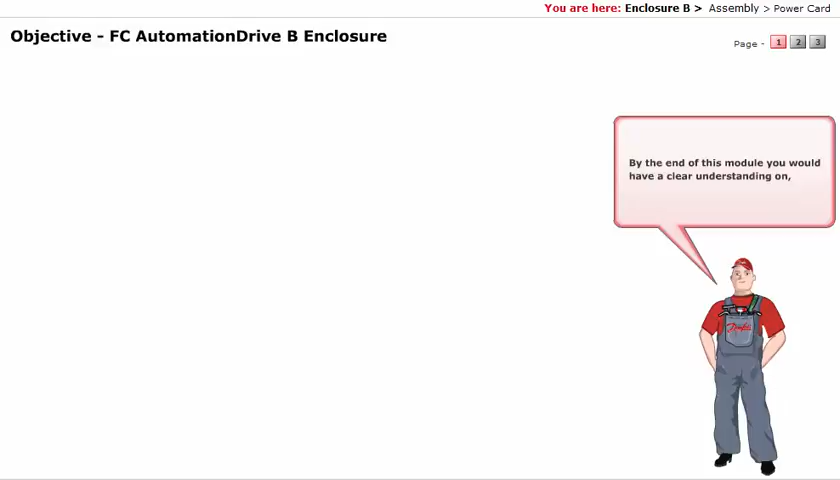 You are here: Enclosure B > Assembly > Power Card
Objective - FC AutomationDrive B Enclosure
Page - 1 2 3
By the end of this module you would
have a clear understanding on,
Danfoss